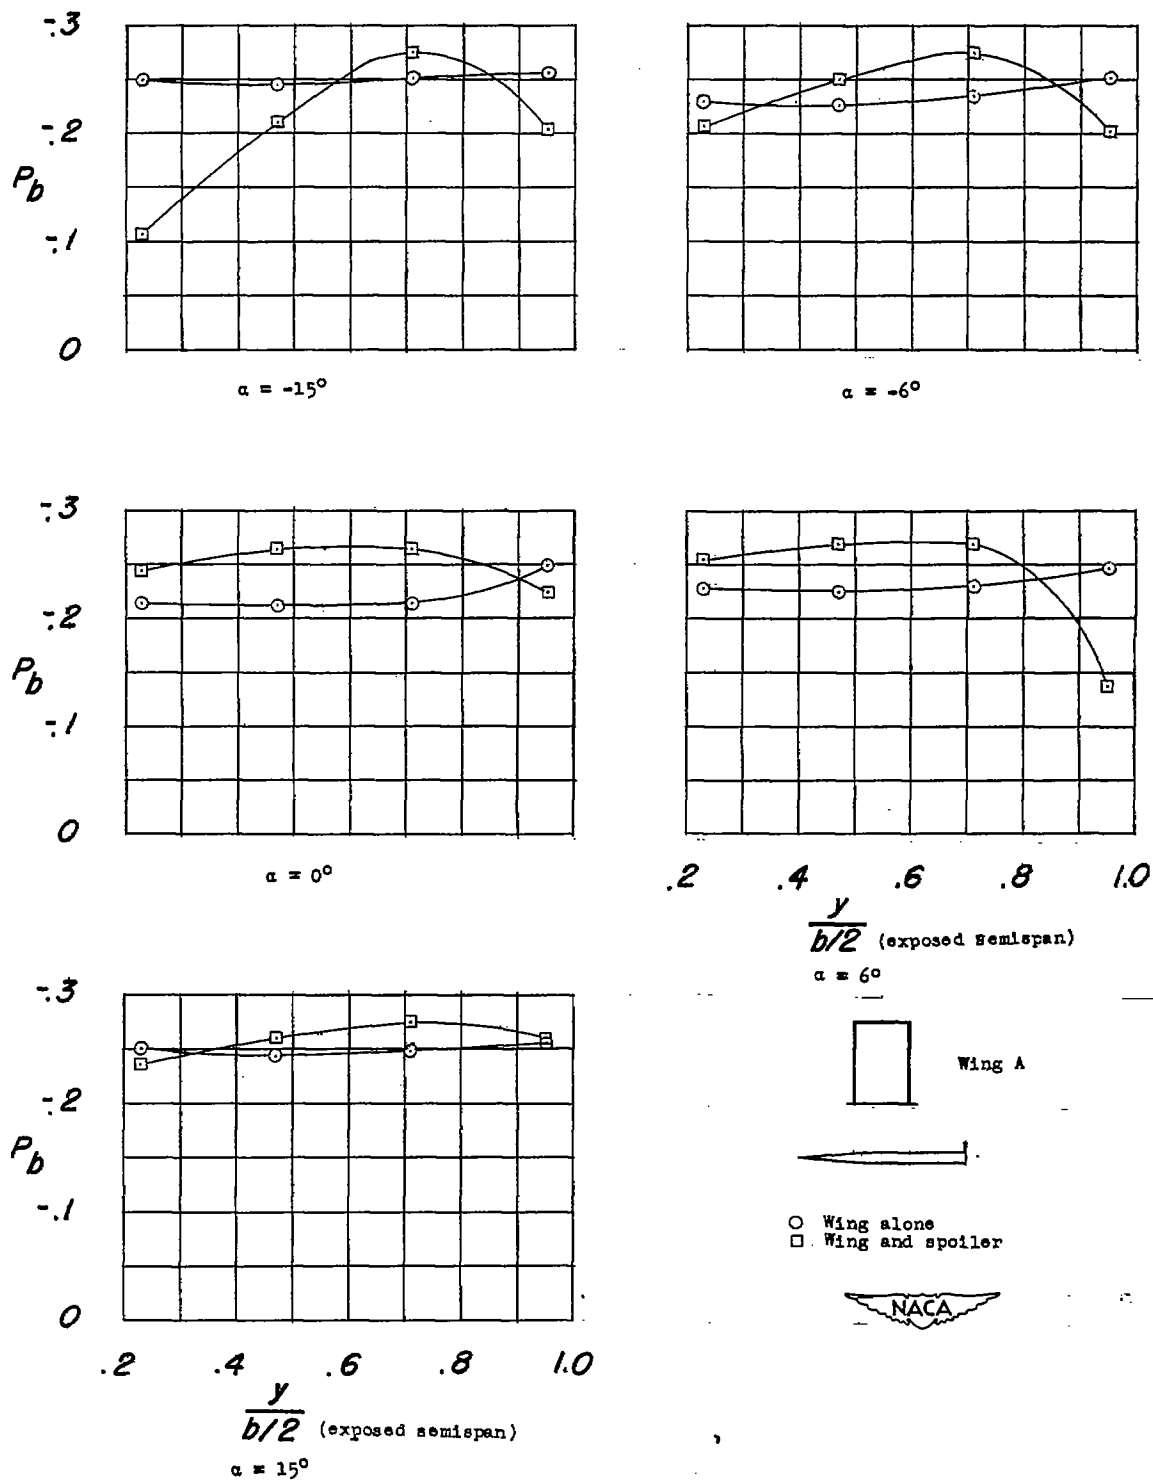 -.3
-.2
P_b
-.1
0
α = -15°
α = -6°
-.3
-.2
P_b
-.1
0
α = 0°
.2 .4 .6 .8 1.0
y
b/2 (exposed semispan)
α = 6°
-.3
-.2
P_b
-.1
0
.2 .4 .6 .8 1.0
y
b/2 (exposed semispan)
α = 15°
Wing A
Wing alone
Wing and spoiler
NACA